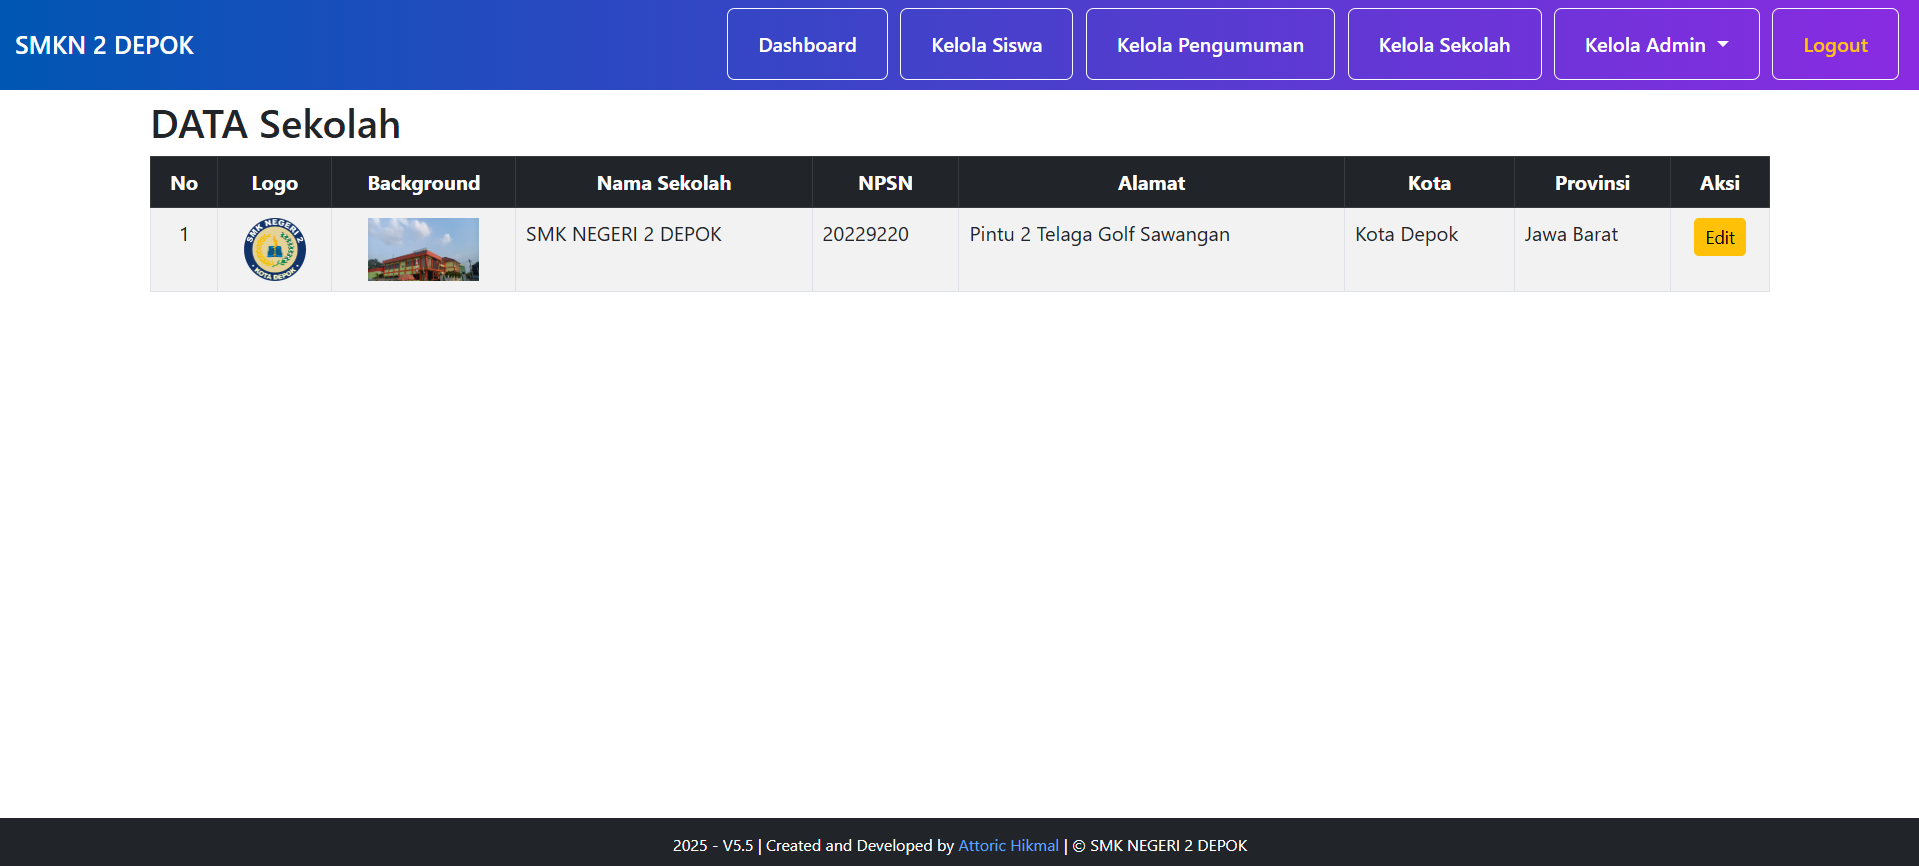 SMKN 2 DEPOK
Dashboard
Kelola Siswa
Kelola Pengumuman
Kelola Sekolah
Kelola Admin
Logout
DATA Sekolah
No Logo Background Nama Sekolah NPSN Alamat Kota Provinsi Aksi
1 SMK NEGERI 2 KOTA DEPOK SMK NEGERI 2 DEPOK 20229220 Pintu 2 Telaga Golf Sawangan Kota Depok Jawa Barat Edit
2025 - V5.5 | Created and Developed by Attoric Hikmal | © SMK NEGERI 2 DEPOK